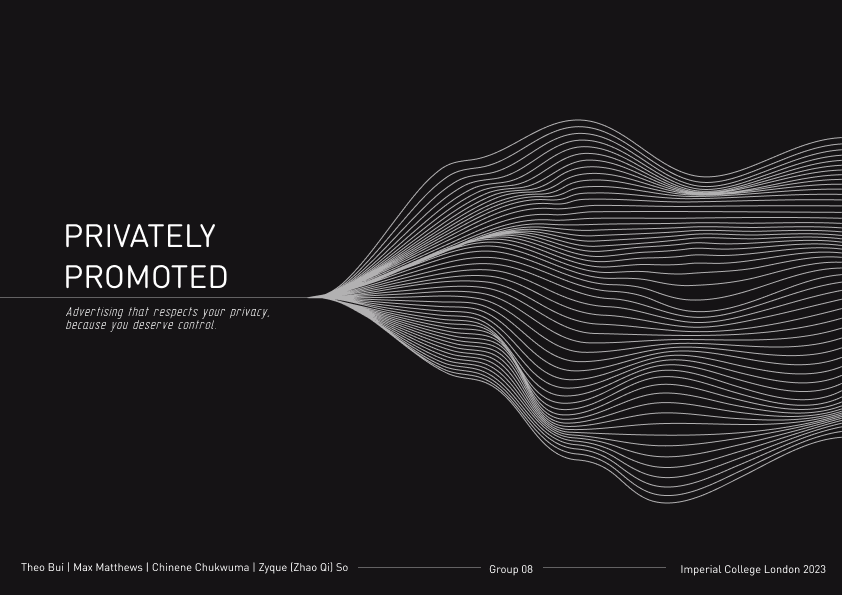 PRIVATELY
PROMOTED
Advertising that respects your privacy,
because you deserve control.
Theo Bui | Max Matthews | Chinene Chukwuma | Zyque (Zhao Qi) So
Group 08
Imperial College London 2023